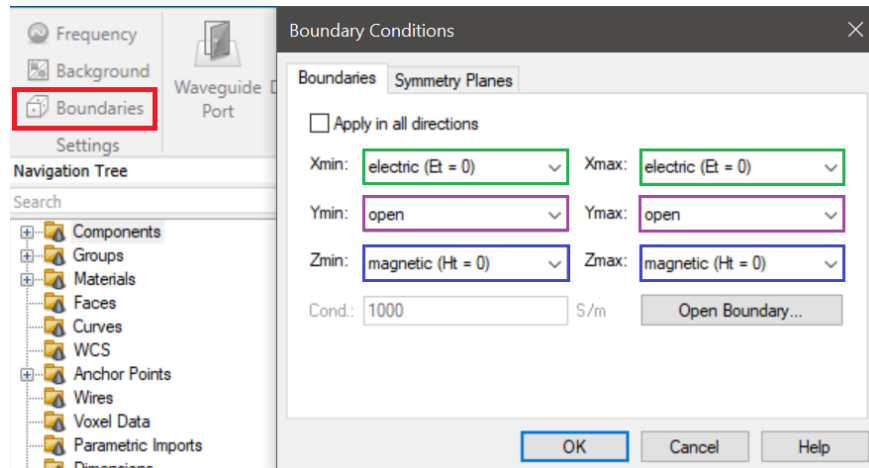 Frequency
Background
Boundaries
Settings
Waveguide D
Port
Navigation Tree
Search
Components
Groups
Materials
Faces
Curves
WCS
Anchor Points
Wires
Voxel Data
Parametric Imports
Dimensions
Boundary Conditions
Boundaries Symmetry Planes
Apply in all directions
Xmin: electric (Et = 0) Xmax: electric (Et = 0)
Ymin: open Ymax: open
Zmin: magnetic (Ht = 0) Zmax: magnetic (Ht = 0)
Cond.: 1000 S/m Open Boundary...
OK Cancel Help